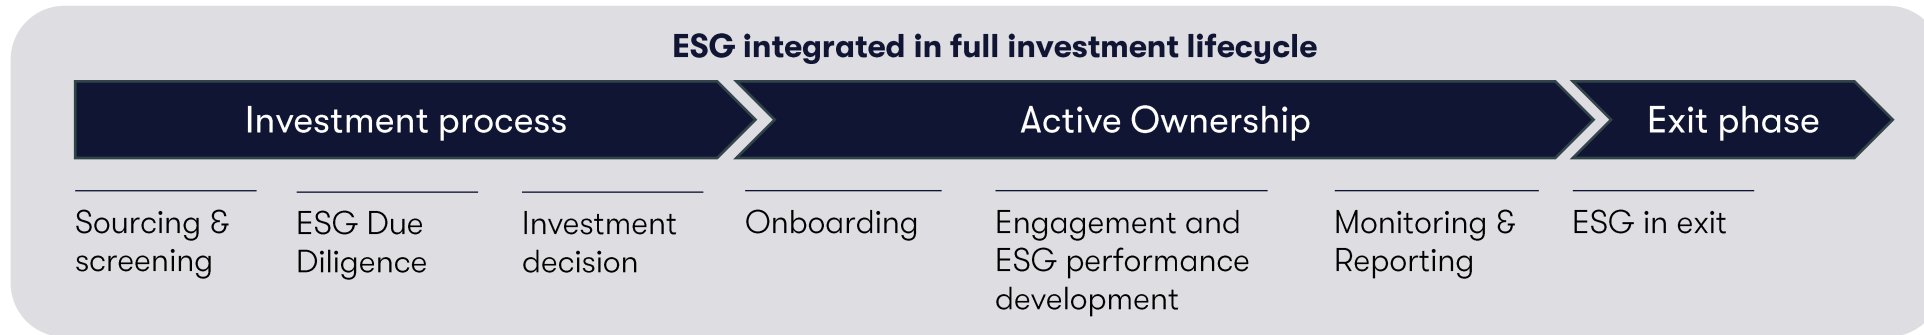 ESG integrated in full investment lifecycle
Investment process
Active Ownership
Exit phase
Sourcing &
screening
ESG Due
Diligence
Investment
decision
Onboarding
Engagement and
ESG performance
development
Monitoring &
Reporting
ESG in exit